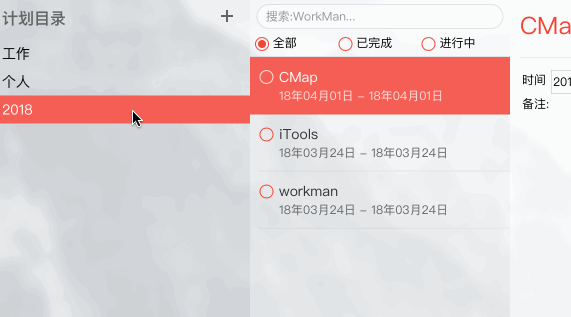 计划目录
工作
个人
2018
搜索:WorkMan...
全部 已完成 进行中
CMap
18年04月01日 - 18年04月01日
iTools
18年03月24日 - 18年03月24日
workman
18年03月24日 - 18年03月24日
CMa
时间 201
备注: